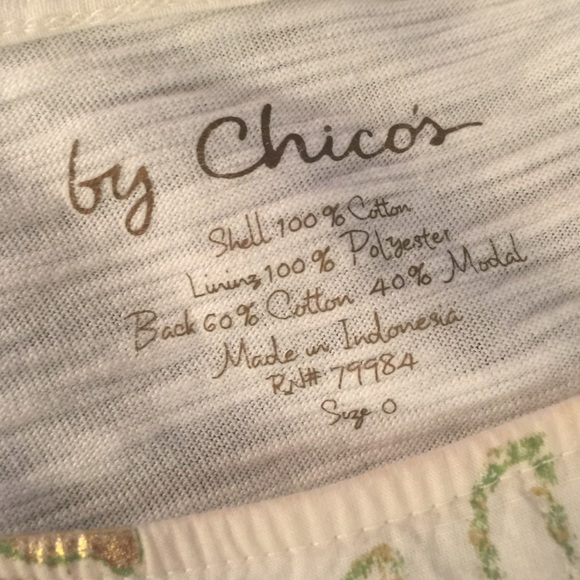 by Chico's
Shell 100% Cotton
Lining 100% Polyester
Back 60% Cotton 40% Modal
Made in Indonesia
RN# 79984
Size 0